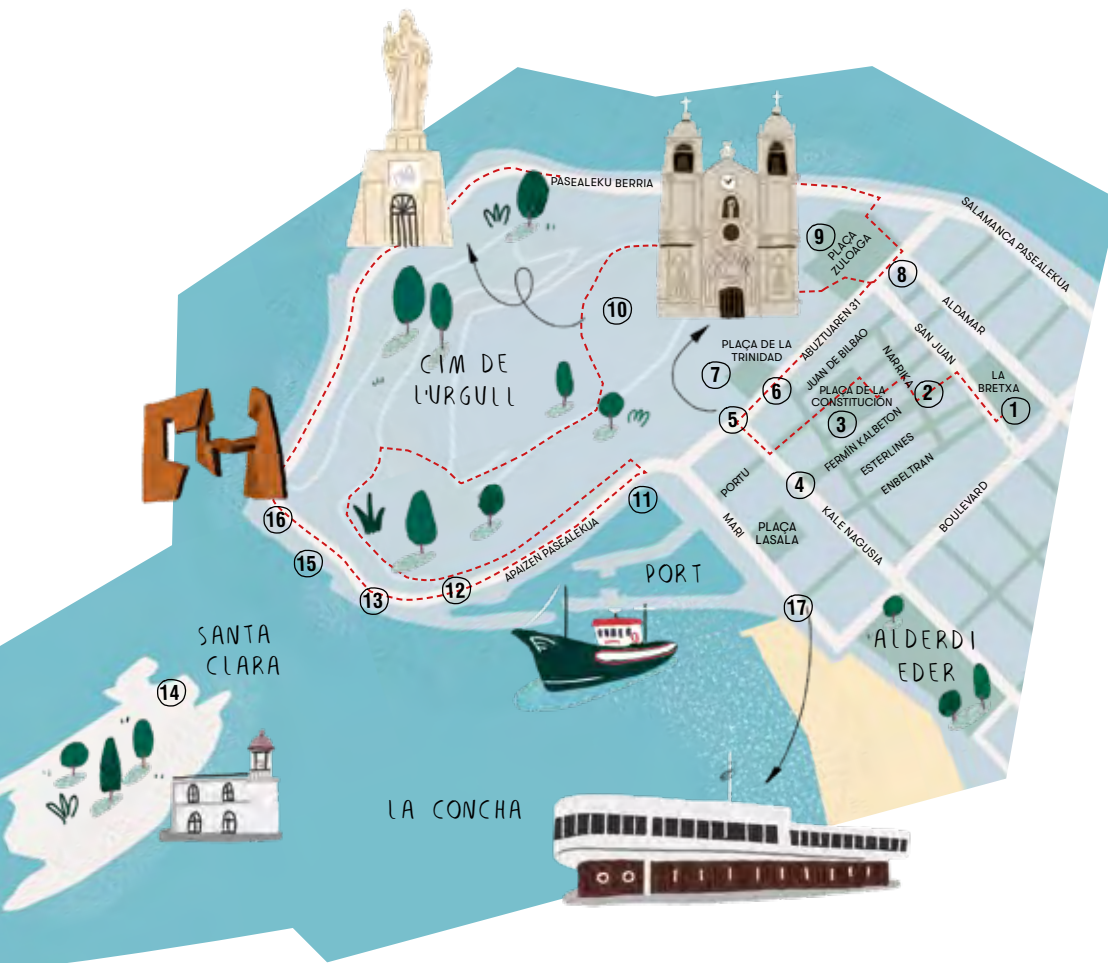 PASEALEKU BERRIA
SALAMANCA PASEALEKUA
9
PLAÇA
ZULOAGA
8
ALDAMAR
10
ABUZTUAREN 31
SAN JUAN
CIM DE
L'URGULL
PLAÇA DE LA
TRINIDAD
7
JUAN DE BILBAO
NARRIKA
LA
BRETXA
1
6
PLAÇA DE LA
CONSTITUCIÓN
2
5
3
FERMÍN KALBETON
ESTERLINES
ENBELTRAN
4
PORTU
11
MARI
PLAÇA
LASALA
KALE NAGUSIA
BOULEVARD
16
APAIZEN PASEALEKUA
15
PORT
12
13
17
SANTA
CLARA
ALDERDI
EDER
14
LA CONCHA